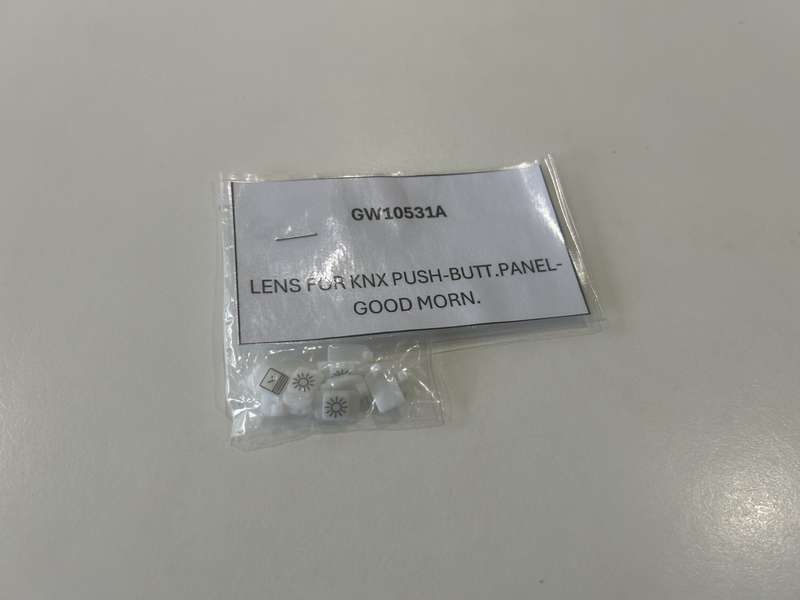 GW10531A
LENS FOR KNX PUSH-BUTT.PANEL-
GOOD MORN.